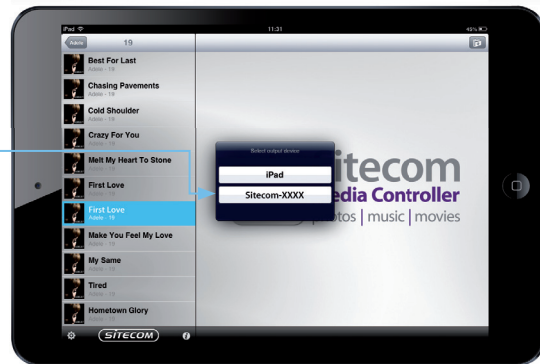 iPad
11:31
49%
Adele
19
Best For Last
Adele - 19
Chasing Pavements
Adele - 19
Cold Shoulder
Adele - 19
Crazy For You
Adele - 19
Melt My Heart To Stone
Adele - 19
First Love
Adele - 19
First Love
Adele - 19
Make You Feel My Love
Adele - 19
My Same
Adele - 19
Tired
Adele - 19
Hometown Glory
Adele - 19
SITECOM
i
Select output device
iPad
Sitecom-XXXX
itecom
edia Controller
otos | music | movies